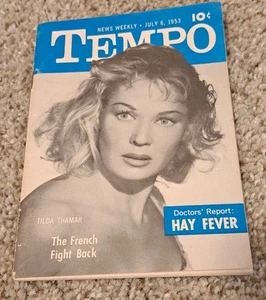 NEWS WEEKLY • JULY 6, 1953 10¢
TEMPO
TILDA THAMAR
The French
Fight Back
Doctors' Report:
HAY FEVER